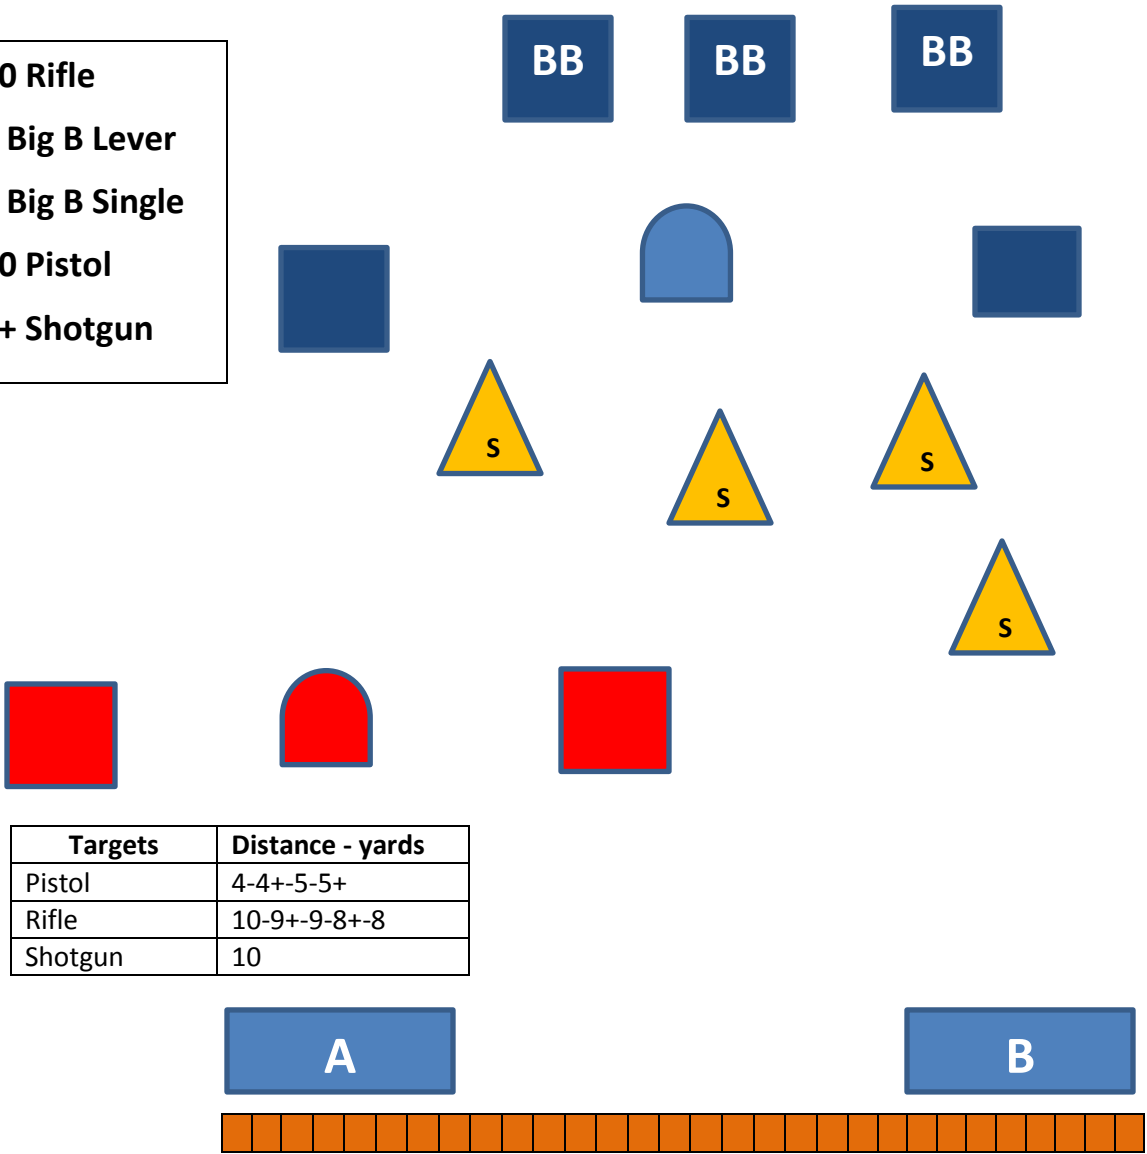 0 Rifle
Big B Lever
Big B Single
0 Pistol
+ Shotgun
BB BB BB
S
S
S
S
Targets Distance - yards
Pistol 4-4+-5-5+
Rifle 10-9+-9-8+-8
Shotgun 10
A B